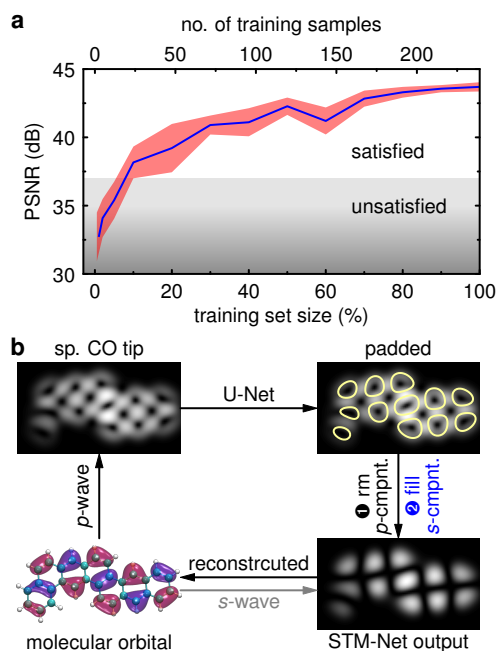 a
no. of training samples
0 50 100 150 200
45
40
35
30
PSNR (dB)
satisfied
unsatisfied
0 20 40 60 80 100
training set size (%)
b
sp. CO tip
padded
U-Net
p-wave
❶ rm
p-cmpnt.
❷ fill
s-cmpnt.
reconstrcuted
s-wave
molecular orbital
STM-Net output